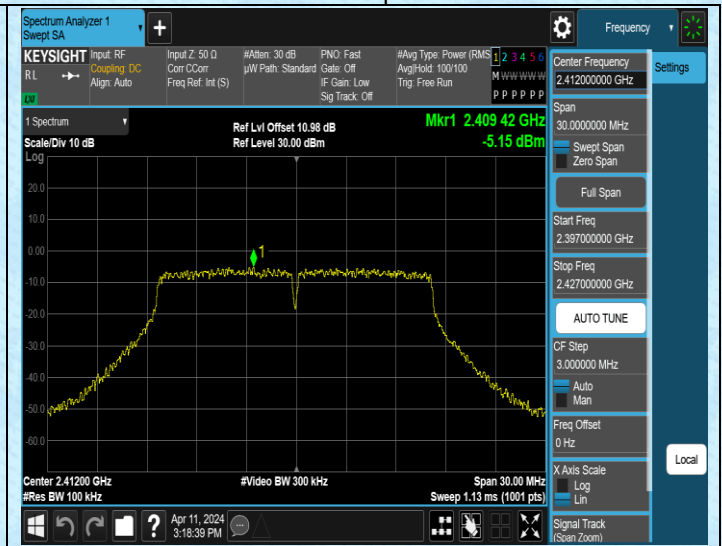 Spectrum Analyzer 1
Swept SA
Frequency
KEYSIGHT
RL
Input: RF
Coupling: DC
Align: Auto
Input Z: 50 Ω
Corr CCorr
Freq Ref: Int (S)
#Atten: 30 dB
µW Path: Standard
PNO: Fast
Gate: Off
IF Gain: Low
Sig Track: Off
#Avg Type: Power (RMS
Avg|Hold: 100/100
Trig: Free Run
1 2 3 4 5 6
M W W W W W
P P P P P P
1 Spectrum
Scale/Div 10 dB
Ref Lvl Offset 10.98 dB
Ref Level 30.00 dBm
Mkr1 2.409 42 GHz
-5.15 dBm
Log
20.0
10.0
0.00
-10.0
-20.0
-30.0
-40.0
-50.0
-60.0
1
Center 2.41200 GHz
#Res BW 100 kHz
#Video BW 300 kHz
Span 30.00 MHz
Sweep 1.13 ms (1001 pts)
Center Frequency
2.412000000 GHz
Span
30.0000000 MHz
Swept Span
Zero Span
Full Span
Start Freq
2.397000000 GHz
Stop Freq
2.427000000 GHz
AUTO TUNE
CF Step
3.000000 MHz
Auto
Man
Freq Offset
0 Hz
X Axis Scale
Log
Lin
Signal Track
(Span Zoom)
Settings
Local
?
Apr 11, 2024
3:18:39 PM